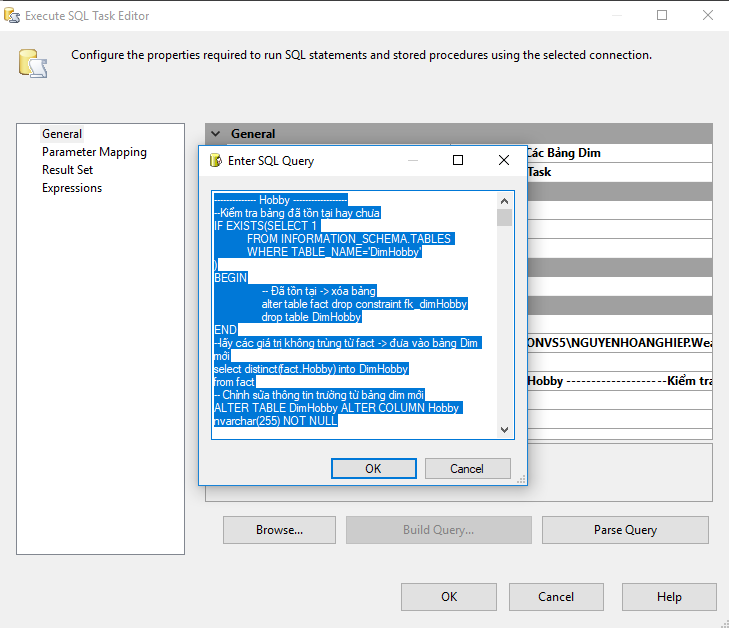 Execute SQL Task Editor
Configure the properties required to run SQL statements and stored procedures using the selected connection.
General
Parameter Mapping
Result Set
Expressions
General
Các Bảng Dim
Task
ONVS5\NGUYENHOANGHIEP.Wea
Hobby --------------------Kiểm tra
Enter SQL Query
-------------- Hobby ------------------
--Kiểm tra bảng đã tồn tại hay chưa
IF EXISTS(SELECT 1
FROM INFORMATION_SCHEMA.TABLES
WHERE TABLE_NAME='DimHobby'
)
BEGIN
-- Đã tồn tại -> xóa bảng
alter table fact drop constraint fk_dimHobby
drop table DimHobby
END
--lấy các giá trị không trùng từ fact -> đưa vào bảng Dim
mới
select distinct(fact.Hobby) into DimHobby
from fact
-- Chỉnh sửa thông tin trường từ bảng dim mới
ALTER TABLE DimHobby ALTER COLUMN Hobby
nvarchar(255) NOT NULL
OK
Cancel
Browse...
Build Query...
Parse Query
OK
Cancel
Help